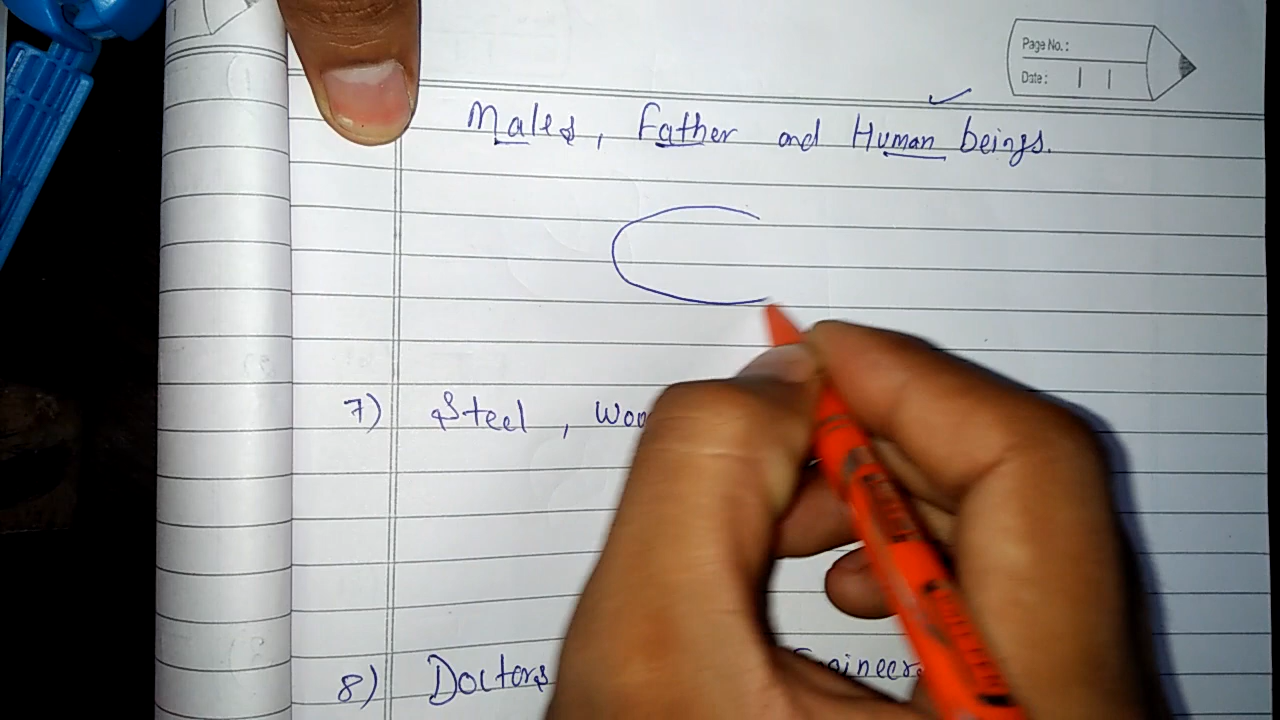 Page No. :
Date :
Males, Father and Human beings.
7) Steel,
8) Doctors